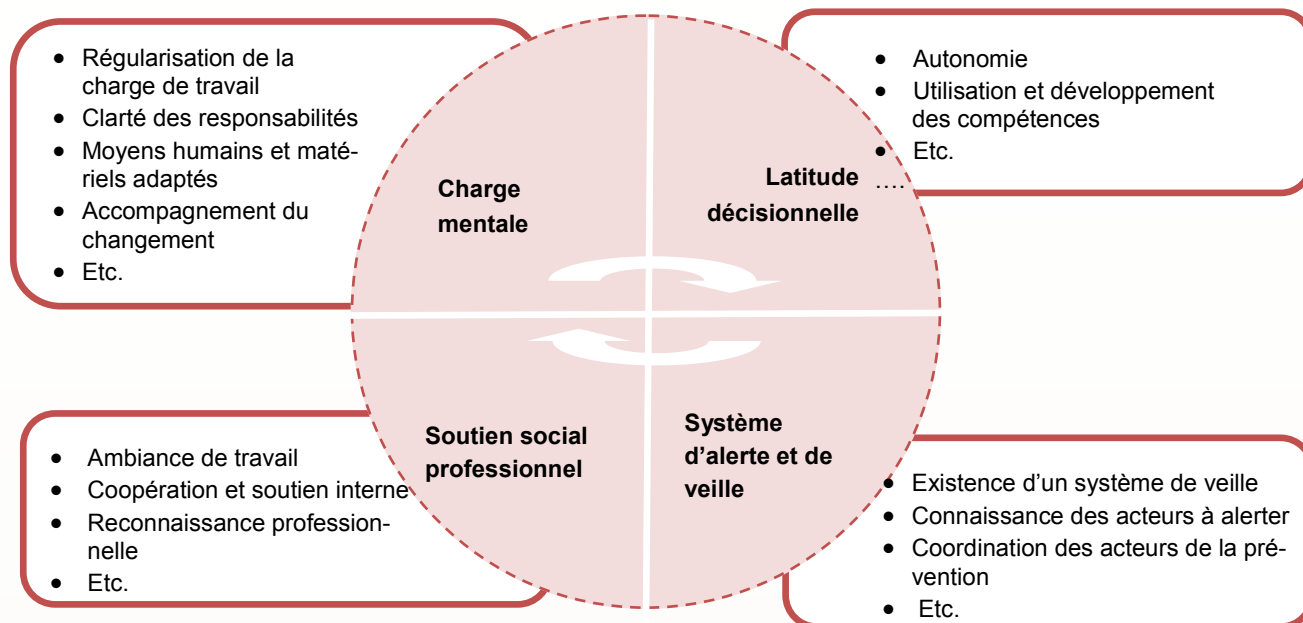 • Régularisation de la
charge de travail
• Clarté des responsabilités
• Moyens humains et maté-
riels adaptés
• Accompagnement du
changement
• Etc.
Charge
mentale
Latitude
décisionnelle
• Autonomie
• Utilisation et développement
des compétences
• Etc.
....
• Ambiance de travail
• Coopération et soutien interne
• Reconnaissance profession-
nelle
• Etc.
Soutien social
professionnel
Système
d’alerte et de
veille
• Existence d’un système de veille
• Connaissance des acteurs à alerter
• Coordination des acteurs de la pré-
vention
• Etc.